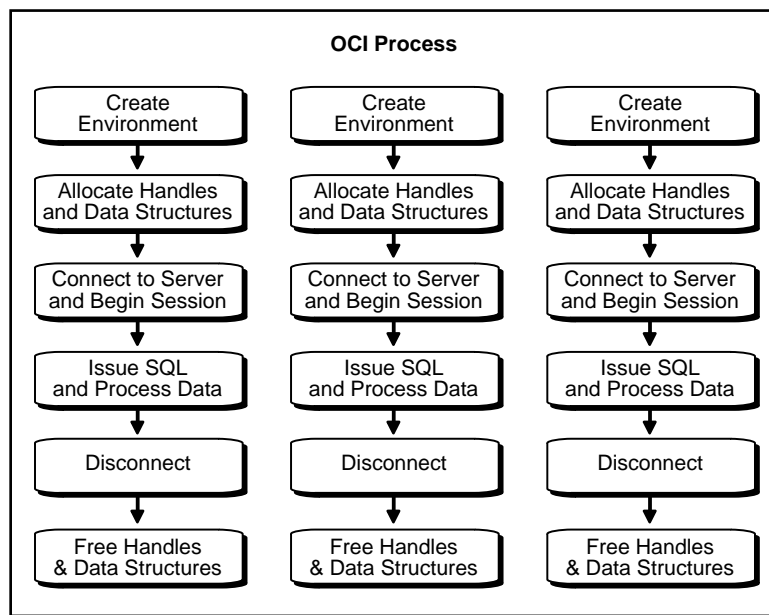 OCI Process
Create
Environment
Allocate Handles
and Data Structures
Connect to Server
and Begin Session
Issue SQL
and Process Data
Disconnect
Free Handles
& Data Structures
Create
Environment
Allocate Handles
and Data Structures
Connect to Server
and Begin Session
Issue SQL
and Process Data
Disconnect
Free Handles
& Data Structures
Create
Environment
Allocate Handles
and Data Structures
Connect to Server
and Begin Session
Issue SQL
and Process Data
Disconnect
Free Handles
& Data Structures